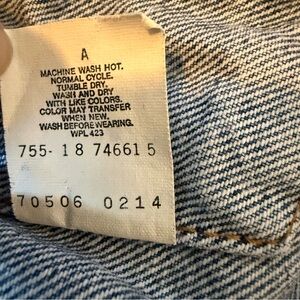 A
MACHINE WASH HOT.
NORMAL CYCLE.
TUMBLE DRY.
WASH AND DRY
WITH LIKE COLORS.
COLOR MAY TRANSFER
WHEN NEW.
WASH BEFORE WEARING.
WPL 423
755- 18 746615
70506 0214